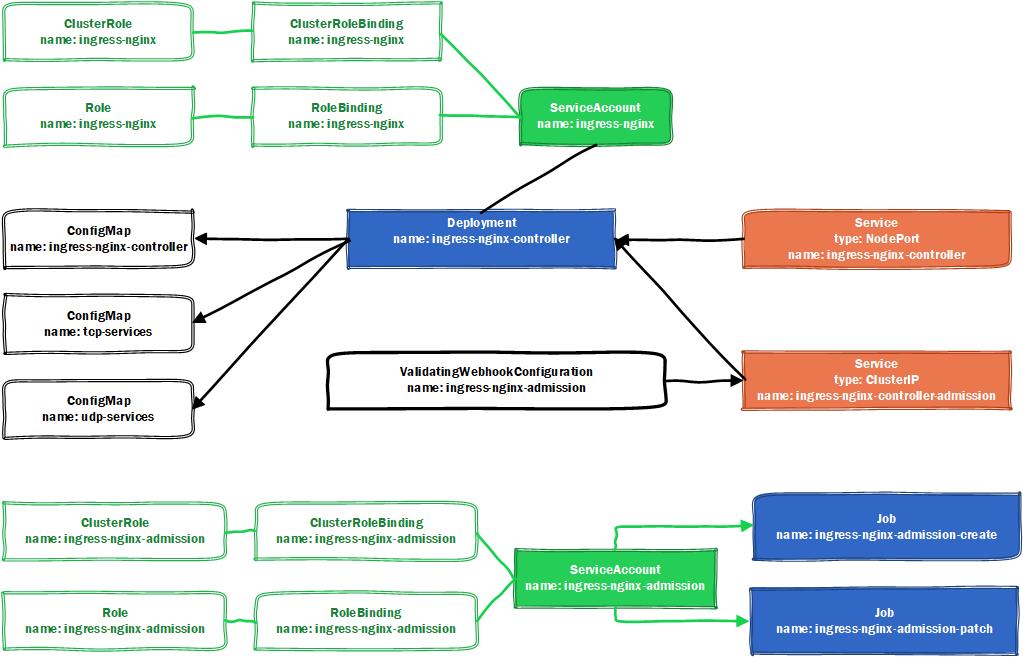 ClusterRole
name: ingress-nginx
ClusterRoleBinding
name: ingress-nginx
Role
name: ingress-nginx
RoleBinding
name: ingress-nginx
ServiceAccount
name: ingress-nginx
ConfigMap
name: ingress-nginx-controller
Deployment
name: ingress-nginx-controller
Service
type: NodePort
name: ingress-nginx-controller
ConfigMap
name: tcp-services
ValidatingWebhookConfiguration
name: ingress-nginx-admission
Service
type: ClusterIP
name: ingress-nginx-controller-admission
ConfigMap
name: udp-services
ClusterRole
name: ingress-nginx-admission
ClusterRoleBinding
name: ingress-nginx-admission
Job
name: ingress-nginx-admission-create
ServiceAccount
name: ingress-nginx-admission
Role
name: ingress-nginx-admission
RoleBinding
name: ingress-nginx-admission
Job
name: ingress-nginx-admission-patch